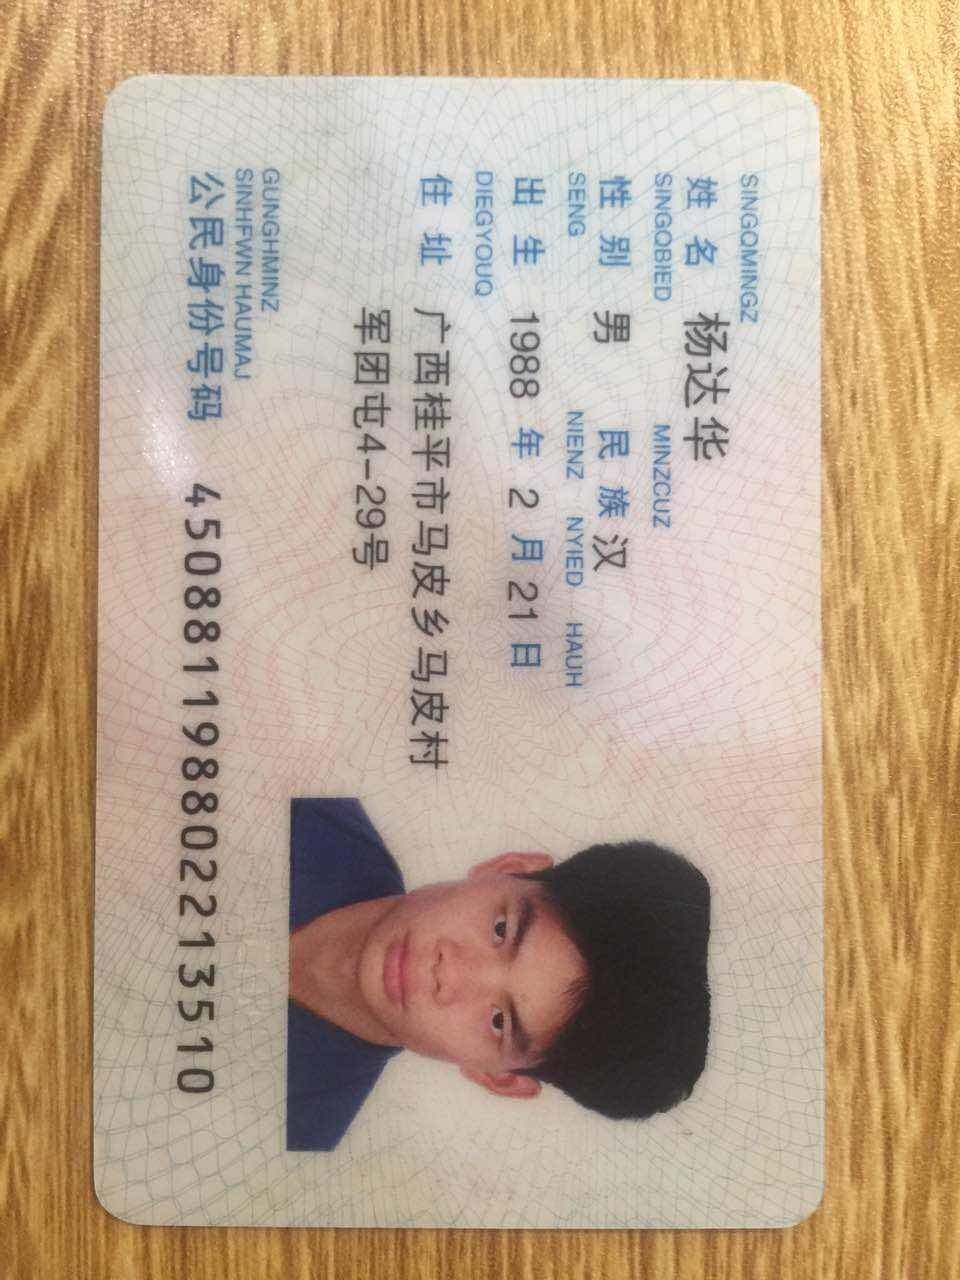 SINGQMINGZ
姓名 杨达华
SINGQBIED MINZCUZ
性别 男 民族 汉
SENG NIENZ NYIED HAUH
出生 1988 年 2 月 21 日
DIEGYOUQ
住址 广西桂平市马皮乡马皮村
军团屯4-29号
GUNGHMINZ
SINHFWN HAUMAJ
公民身份号码 450881198802213510